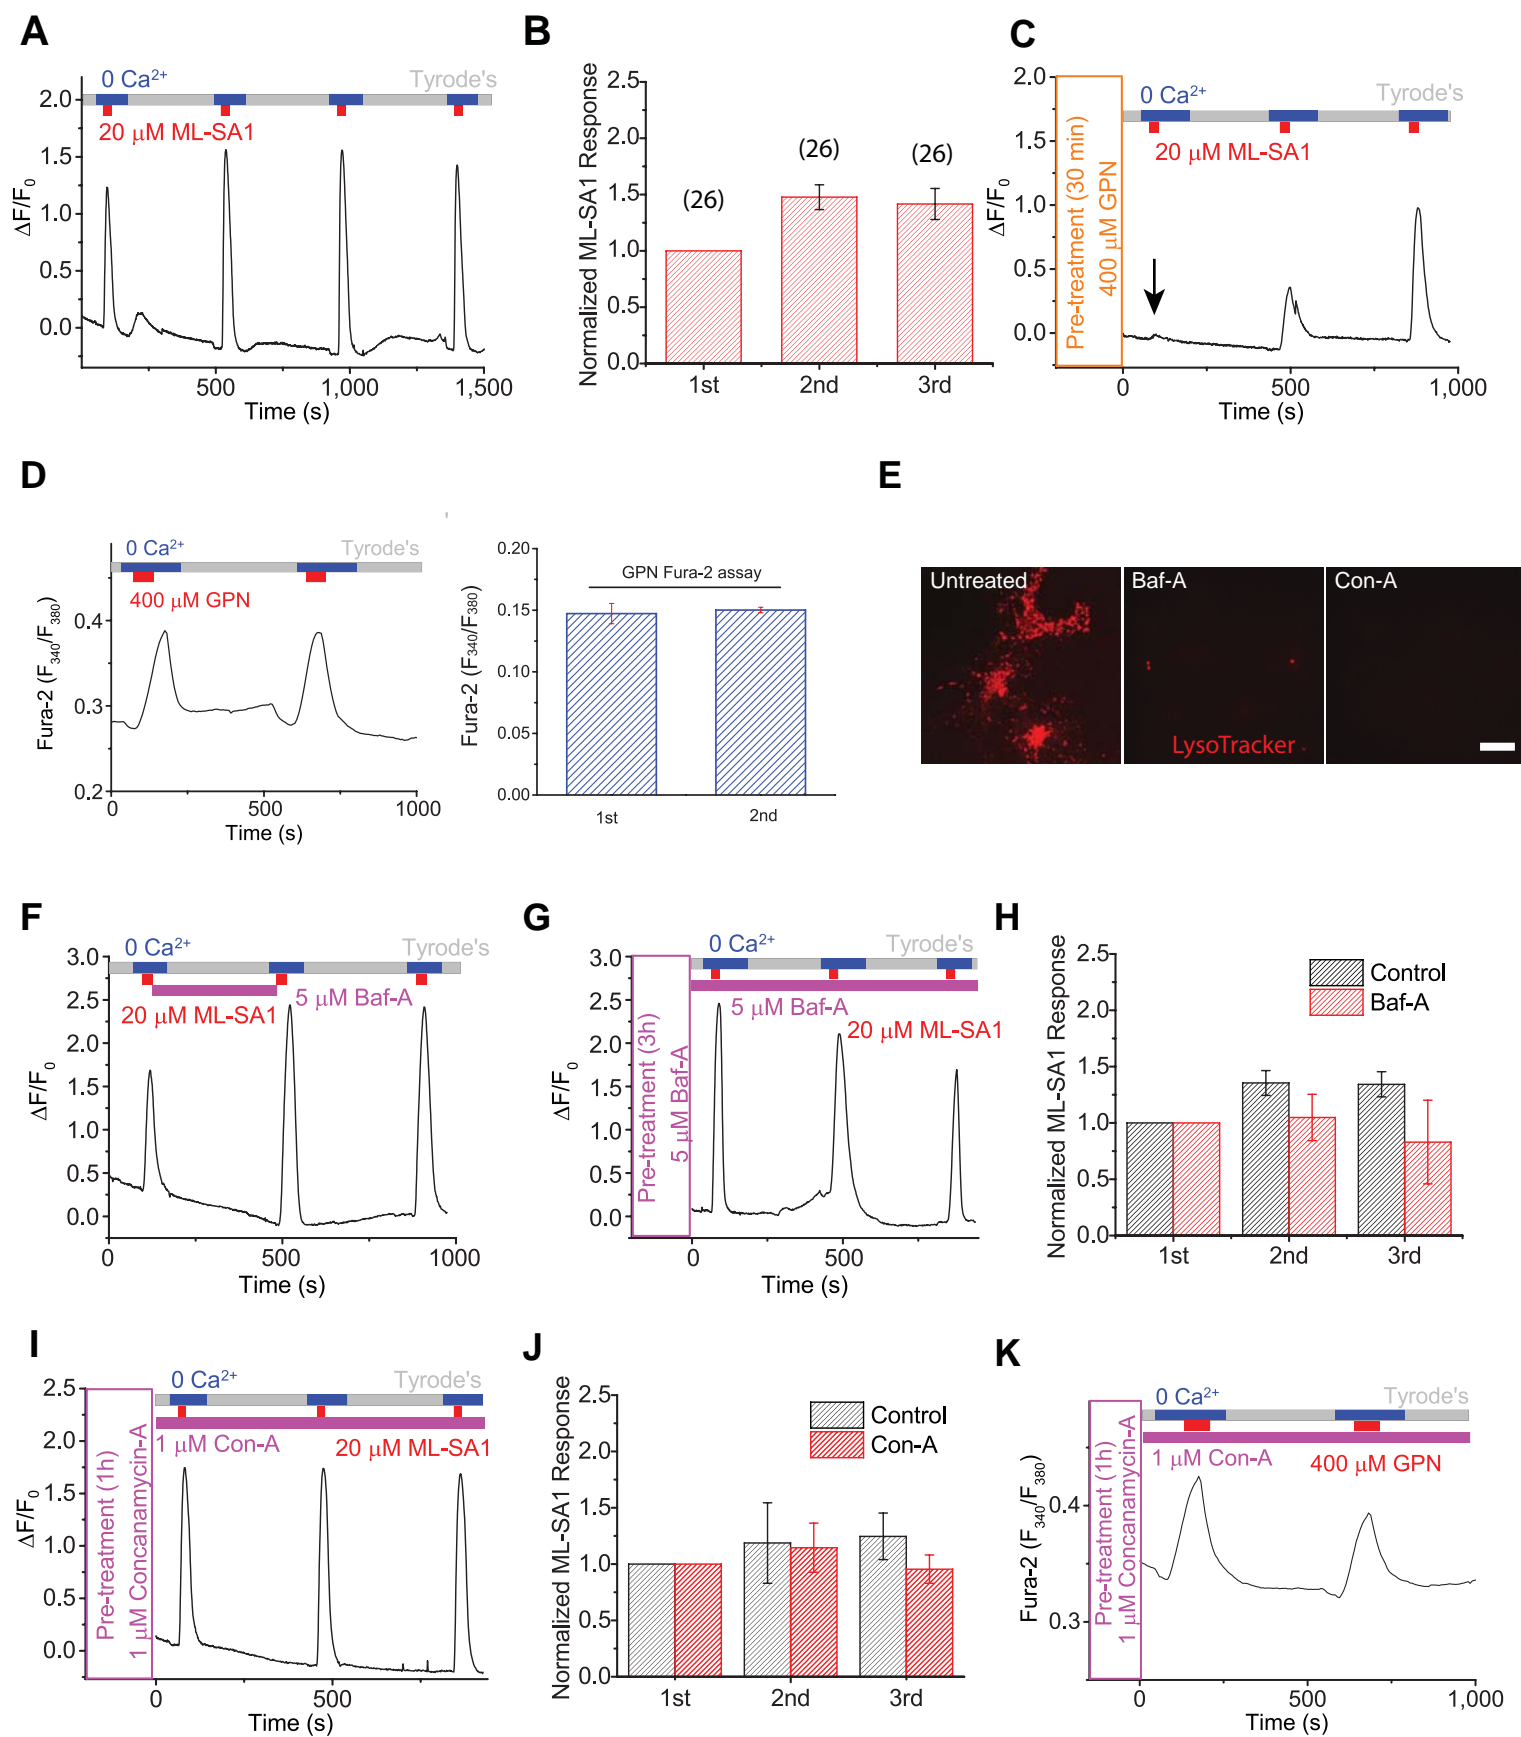 A
0 Ca2+
Tyrode's
20 μM ML-SA1
ΔF/F0
2.0
1.5
1.0
0.5
0.0
500
1,000
1,500
Time (s)
B
Normalized ML-SA1 Response
2.5
2.0
1.5
1.0
0.5
0.0
(26)
(26)
(26)
1st
2nd
3rd
C
Pre-treatment (30 min)
400 μM GPN
0 Ca2+
Tyrode's
20 μM ML-SA1
ΔF/F0
2.0
1.5
1.0
0.5
0.0
0
500
1,000
Time (s)
D
0 Ca2+
Tyrode's
400 μM GPN
Fura-2 (F340/F380)
0.4
0.3
0.2
0
500
1000
Time (s)
Fura-2 (F340/F380)
GPN Fura-2 assay
0.20
0.15
0.10
0.05
0.00
1st
2nd
E
Untreated
Baf-A
Con-A
LysoTracker
F
0 Ca2+
Tyrode's
5 μM Baf-A
20 μM ML-SA1
ΔF/F0
3.0
2.5
2.0
1.5
1.0
0.5
0.0
0
500
1000
Time (s)
G
Pre-treatment (3h)
5 μM Baf-A
0 Ca2+
Tyrode's
5 μM Baf-A
20 μM ML-SA1
ΔF/F0
3.0
2.5
2.0
1.5
1.0
0.5
0.0
0
500
Time (s)
H
Normalized ML-SA1 Response
2.5
2.0
1.5
1.0
0.5
0.0
Control
Baf-A
1st
2nd
3rd
I
Pre-treatment (1h)
1 μM Concanamycin-A
0 Ca2+
Tyrode's
1 μM Con-A
20 μM ML-SA1
ΔF/F0
2.5
2.0
1.5
1.0
0.5
0.0
0
500
Time (s)
J
Normalized ML-SA1 Response
2.5
2.0
1.5
1.0
0.5
0.0
Control
Con-A
1st
2nd
3rd
K
Pre-treatment (1h)
1 μM Concanamycin-A
0 Ca2+
Tyrode's
1 μM Con-A
400 μM GPN
Fura-2 (F340/F380)
0.4
0.3
0
500
1,000
Time (s)